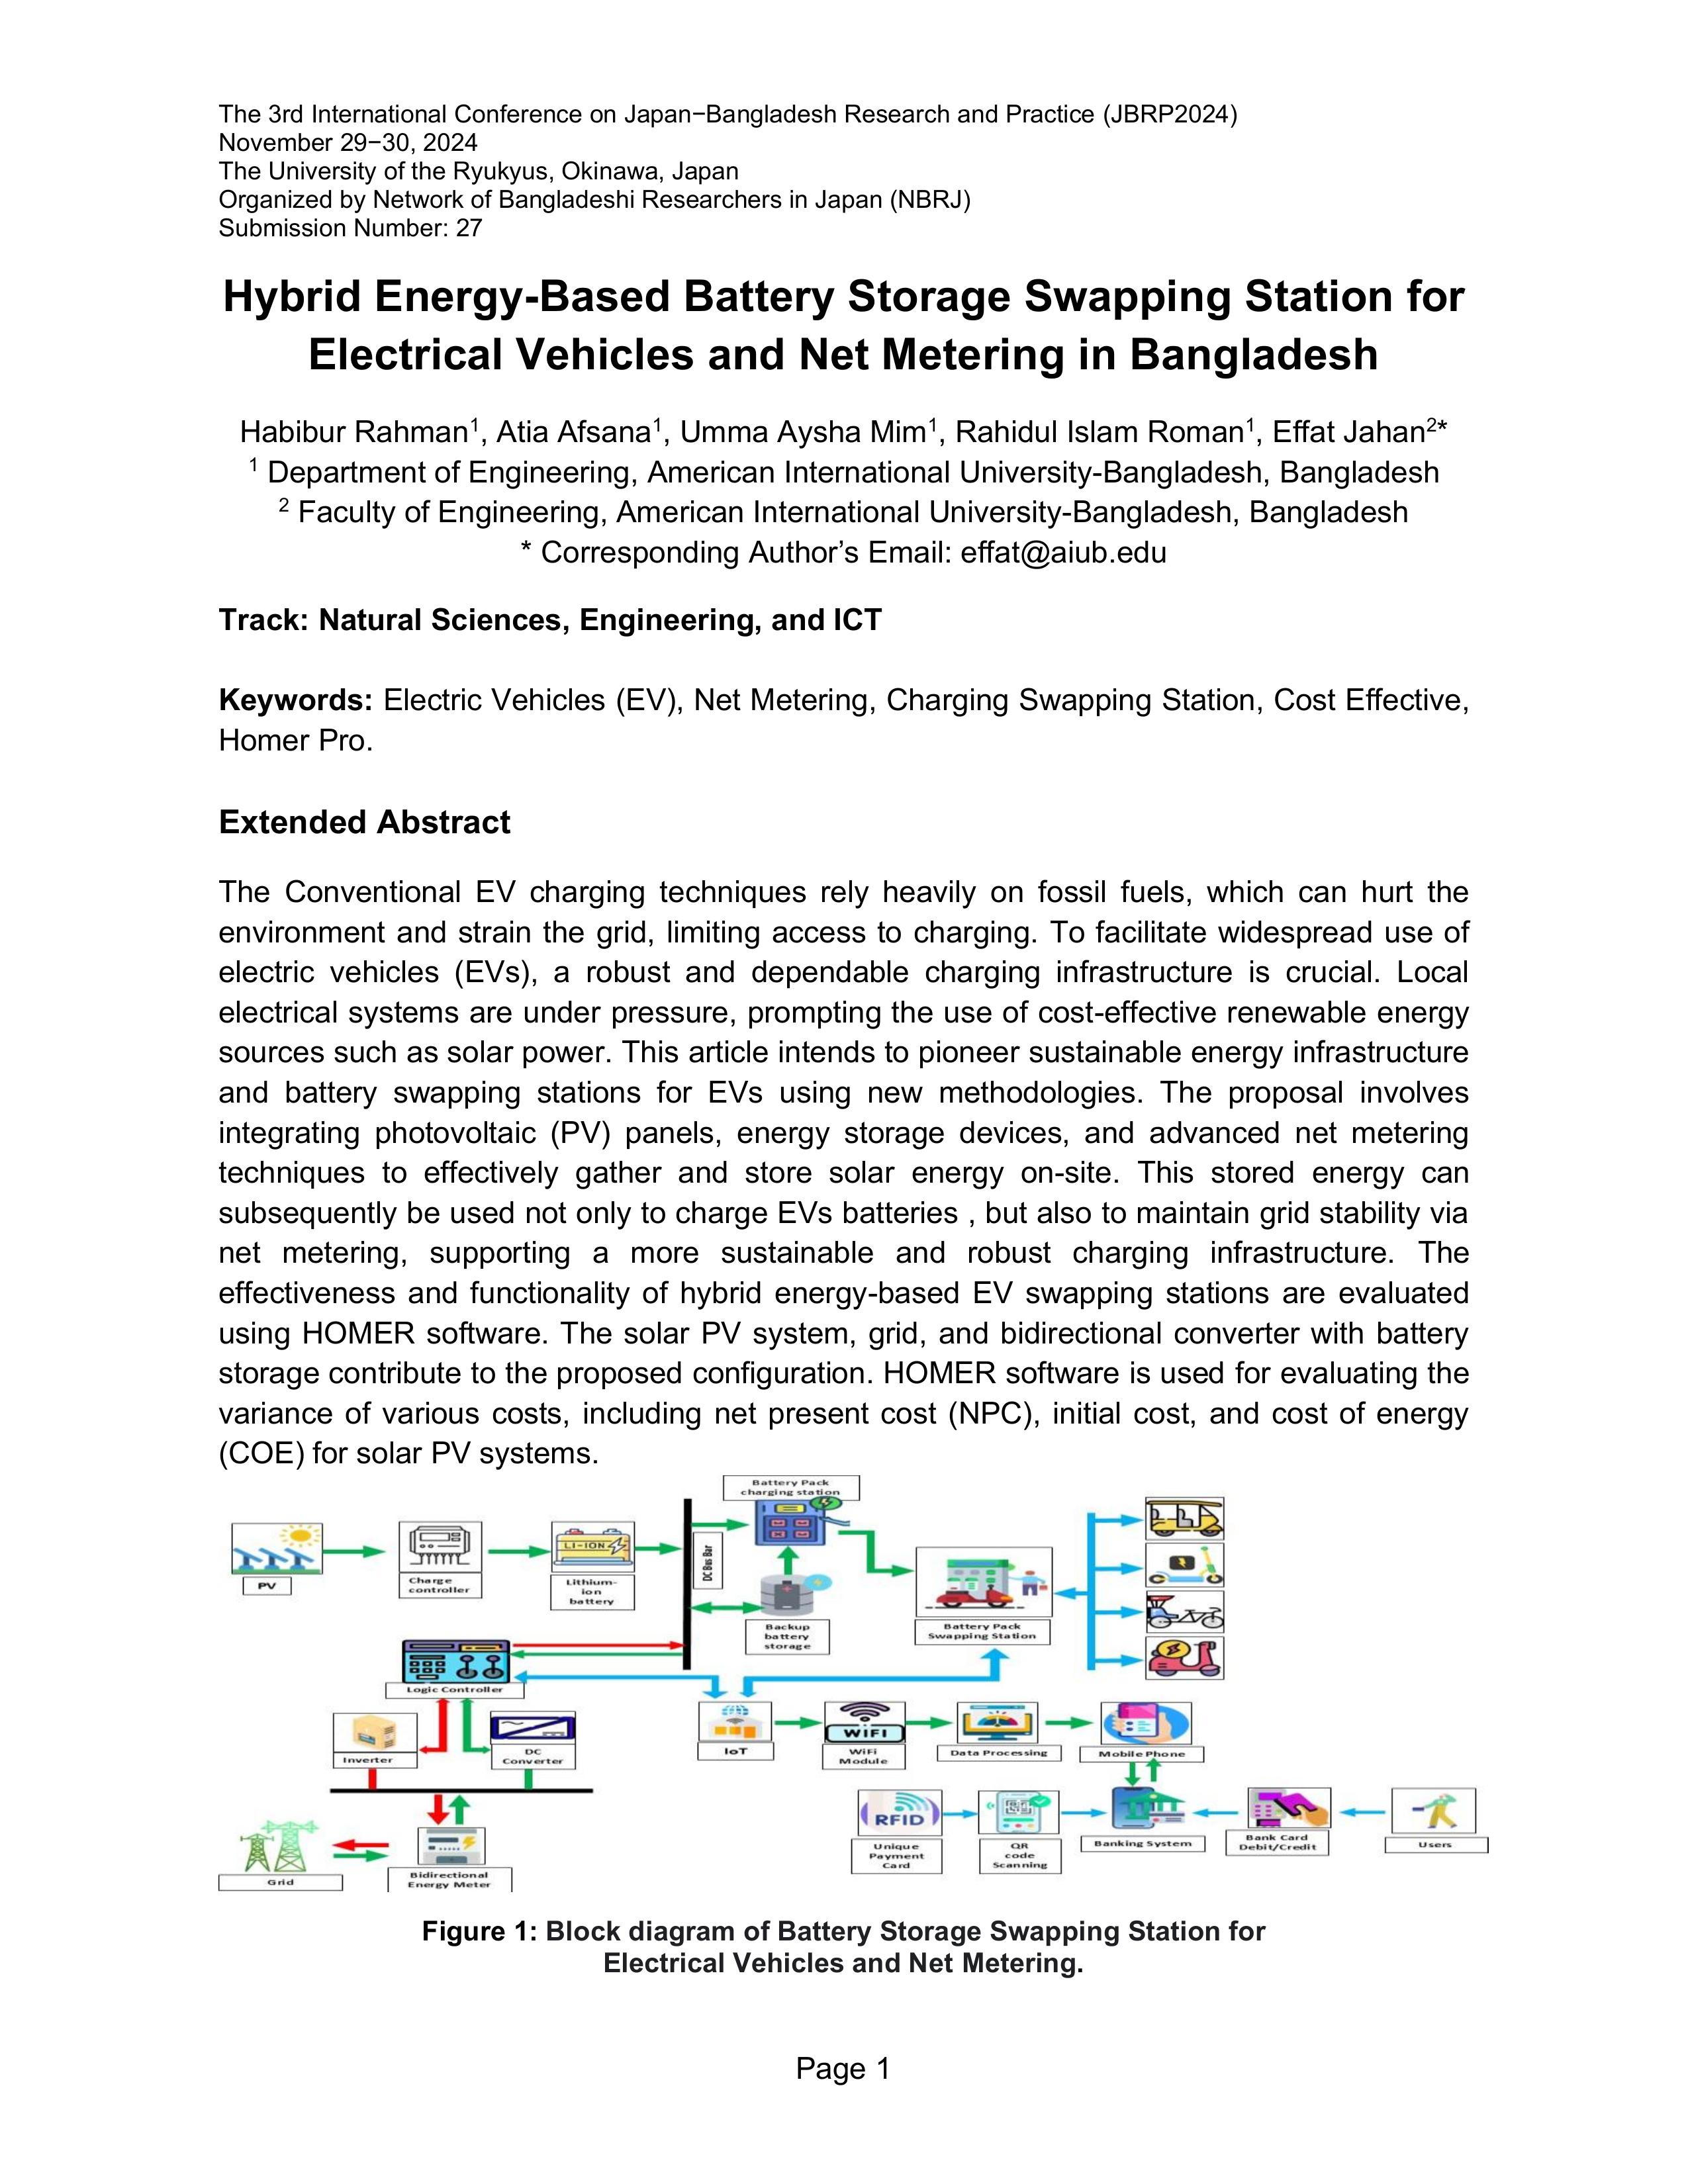 The 3rd International Conference on Japan−Bangladesh Research and Practice (JBRP2024)
November 29−30, 2024
The University of the Ryukyus, Okinawa, Japan
Organized by Network of Bangladeshi Researchers in Japan (NBRJ)
Submission Number: 27
Hybrid Energy-Based Battery Storage Swapping Station for
Electrical Vehicles and Net Metering in Bangladesh
Habibur Rahman1, Atia Afsana1, Umma Aysha Mim1, Rahidul Islam Roman1, Effat Jahan2*
1 Department of Engineering, American International University-Bangladesh, Bangladesh
2 Faculty of Engineering, American International University-Bangladesh, Bangladesh
* Corresponding Author’s Email: effat@aiub.edu
Track: Natural Sciences, Engineering, and ICT
Keywords: Electric Vehicles (EV), Net Metering, Charging Swapping Station, Cost Effective,
Homer Pro.
Extended Abstract
The Conventional EV charging techniques rely heavily on fossil fuels, which can hurt the
environment and strain the grid, limiting access to charging. To facilitate widespread use of
electric vehicles (EVs), a robust and dependable charging infrastructure is crucial. Local
electrical systems are under pressure, prompting the use of cost-effective renewable energy
sources such as solar power. This article intends to pioneer sustainable energy infrastructure
and battery swapping stations for EVs using new methodologies. The proposal involves
integrating photovoltaic (PV) panels, energy storage devices, and advanced net metering
techniques to effectively gather and store solar energy on-site. This stored energy can
subsequently be used not only to charge EVs batteries , but also to maintain grid stability via
net metering, supporting a more sustainable and robust charging infrastructure. The
effectiveness and functionality of hybrid energy-based EV swapping stations are evaluated
using HOMER software. The solar PV system, grid, and bidirectional converter with battery
storage contribute to the proposed configuration. HOMER software is used for evaluating the
variance of various costs, including net present cost (NPC), initial cost, and cost of energy
(COE) for solar PV systems.
Battery Pack
charging station
PV
Charge
controller
LI-ION
Lithium-
ion
battery
DC Bus Bar
Backup
battery
storage
Battery Pack
Swapping Station
Logic Controller
Inverter
DC
Converter
IoT
WiFi
WiFi
Module
Data Processing
Mobile Phone
RFID
Unique
Payment
Card
QR
code
Scanning
Banking System
Bank Card
Debit/Credit
Users
Grid
Bidirectional
Energy Meter
Figure 1: Block diagram of Battery Storage Swapping Station for
Electrical Vehicles and Net Metering.
Page 1